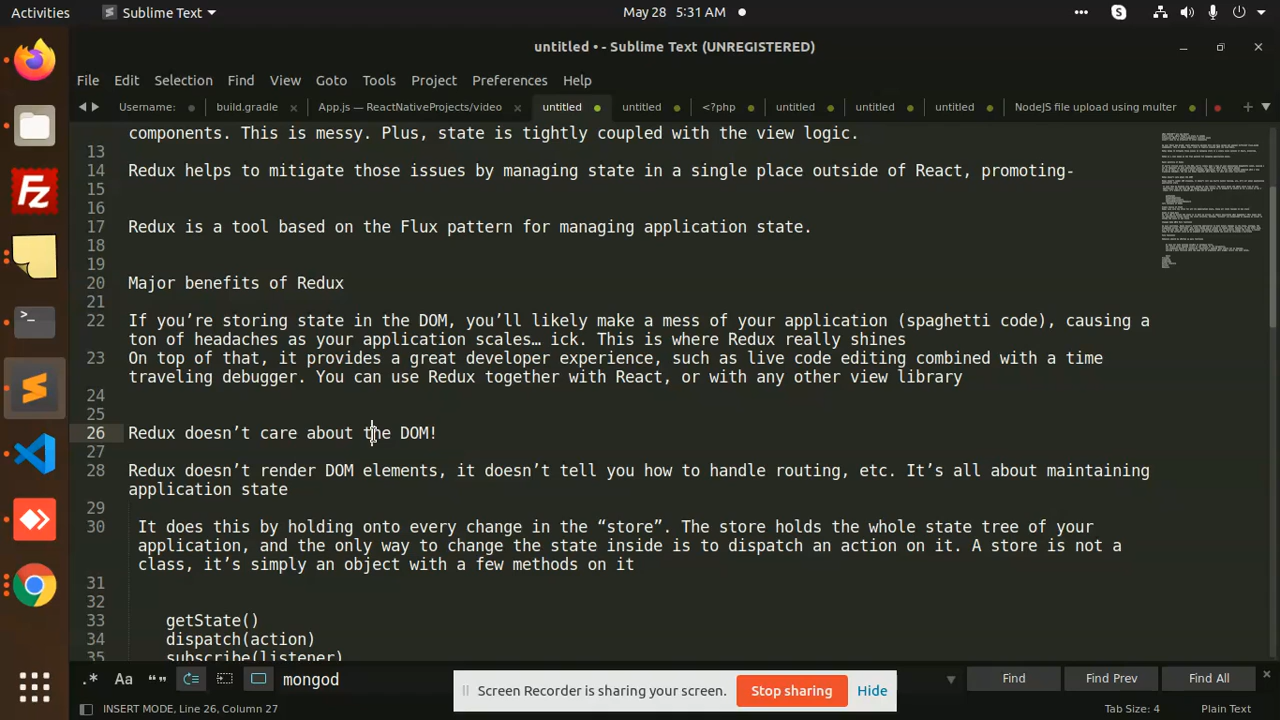 Activities
Sublime Text
May 28 5:31 AM
untitled • - Sublime Text (UNREGISTERED)
File Edit Selection Find View Goto Tools Project Preferences Help
Username: build.gradle App.js — ReactNativeProjects/video untitled untitled <?php untitled untitled untitled NodeJS file upload using multer
components. This is messy. Plus, state is tightly coupled with the view logic.
13
14 Redux helps to mitigate those issues by managing state in a single place outside of React, promoting-
15
16
17 Redux is a tool based on the Flux pattern for managing application state.
18
19
20 Major benefits of Redux
21
22 If you’re storing state in the DOM, you’ll likely make a mess of your application (spaghetti code), causing a
ton of headaches as your application scales… ick. This is where Redux really shines
23 On top of that, it provides a great developer experience, such as live code editing combined with a time
traveling debugger. You can use Redux together with React, or with any other view library
24
25
26 Redux doesn’t care about the DOM!
27
28 Redux doesn’t render DOM elements, it doesn’t tell you how to handle routing, etc. It’s all about maintaining
application state
29
30 It does this by holding onto every change in the “store”. The store holds the whole state tree of your
application, and the only way to change the state inside is to dispatch an action on it. A store is not a
class, it’s simply an object with a few methods on it
31
32
33 getState()
34 dispatch(action)
35 subscribe(listener)
.* Aa “” mongod Find Find Prev Find All
Screen Recorder is sharing your screen. Stop sharing Hide
INSERT MODE, Line 26, Column 27 Tab Size: 4 Plain Text